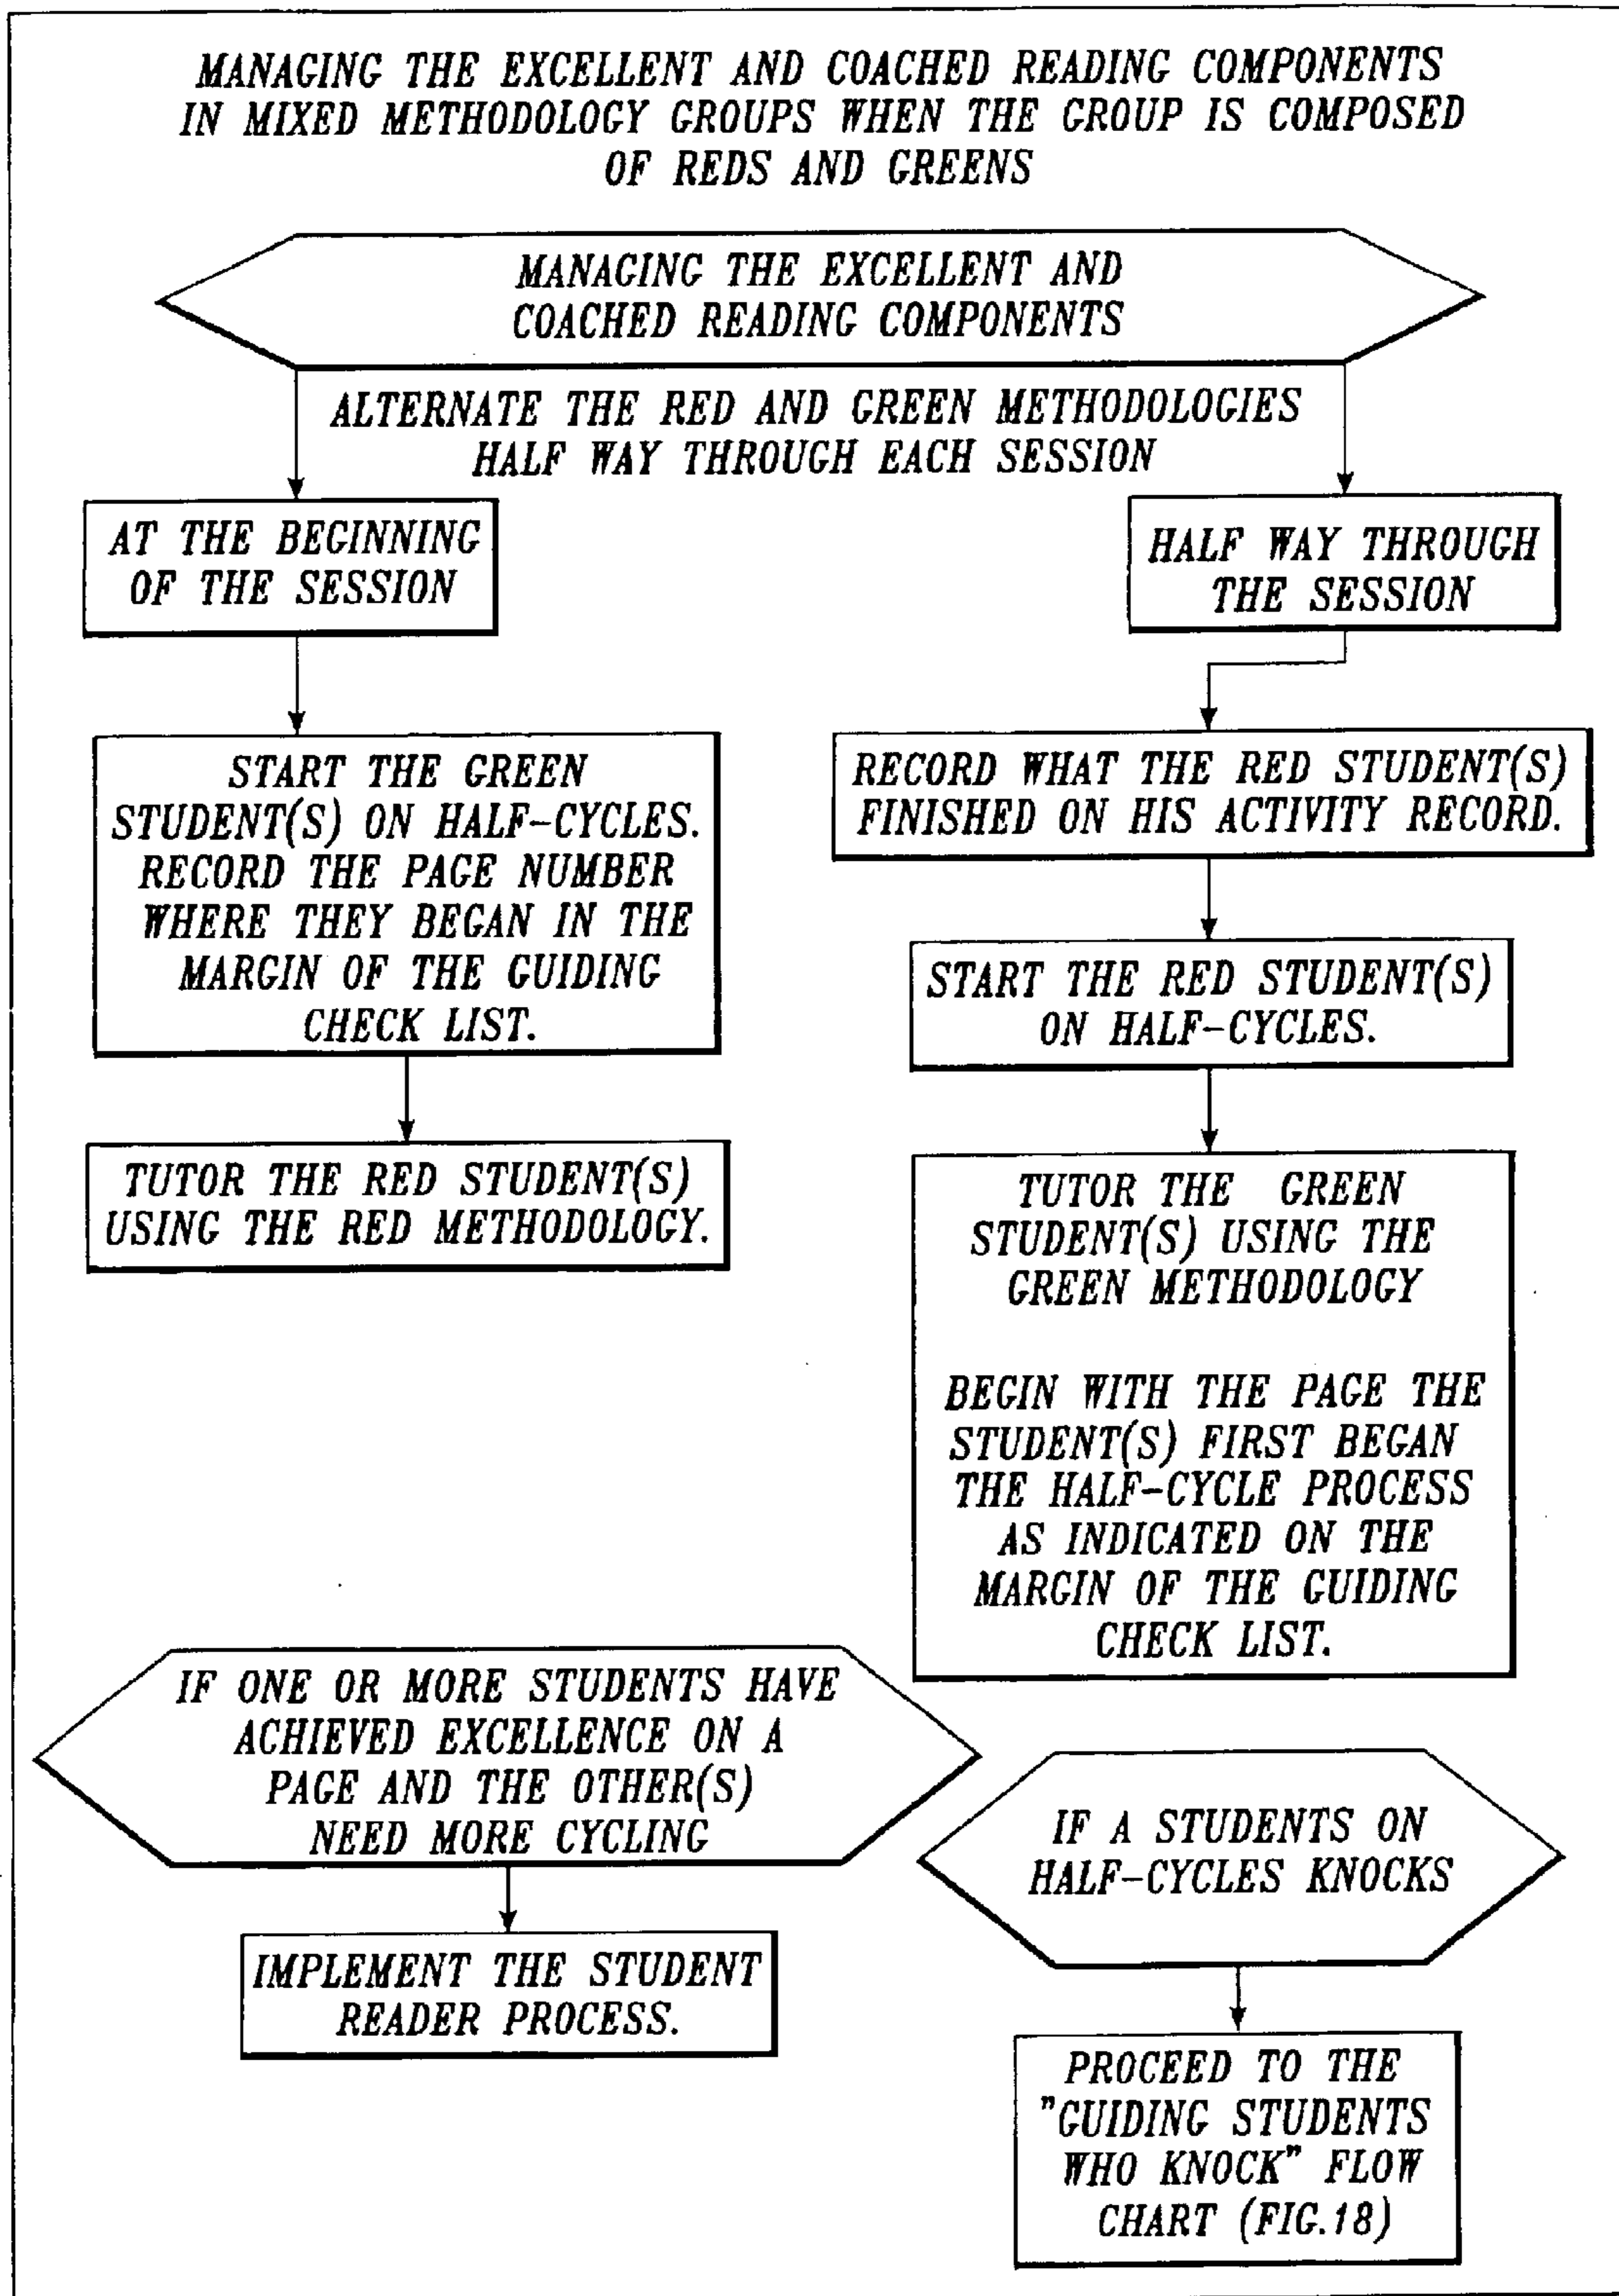 MANAGING THE EXCELLENT AND COACHED READING COMPONENTS
IN MIXED METHODOLOGY GROUPS WHEN THE GROUP IS COMPOSED
OF REDS AND GREENS
MANAGING THE EXCELLENT AND
COACHED READING COMPONENTS
ALTERNATE THE RED AND GREEN METHODOLOGIES
HALF WAY THROUGH EACH SESSION
AT THE BEGINNING
OF THE SESSION
START THE GREEN
STUDENT(S) ON HALF-CYCLES.
RECORD THE PAGE NUMBER
WHERE THEY BEGAN IN THE
MARGIN OF THE GUIDING
CHECK LIST.
TUTOR THE RED STUDENT(S)
USING THE RED METHODOLOGY.
HALF WAY THROUGH
THE SESSION
RECORD WHAT THE RED STUDENT(S)
FINISHED ON HIS ACTIVITY RECORD.
START THE RED STUDENT(S)
ON HALF-CYCLES.
TUTOR THE GREEN
STUDENT(S) USING THE
GREEN METHODOLOGY
BEGIN WITH THE PAGE THE
STUDENT(S) FIRST BEGAN
THE HALF-CYCLE PROCESS
AS INDICATED ON THE
MARGIN OF THE GUIDING
CHECK LIST.
IF ONE OR MORE STUDENTS HAVE
ACHIEVED EXCELLENCE ON A
PAGE AND THE OTHER(S)
NEED MORE CYCLING
IMPLEMENT THE STUDENT
READER PROCESS.
IF A STUDENTS ON
HALF-CYCLES KNOCKS
PROCEED TO THE
"GUIDING STUDENTS
WHO KNOCK" FLOW
CHART (FIG.18)